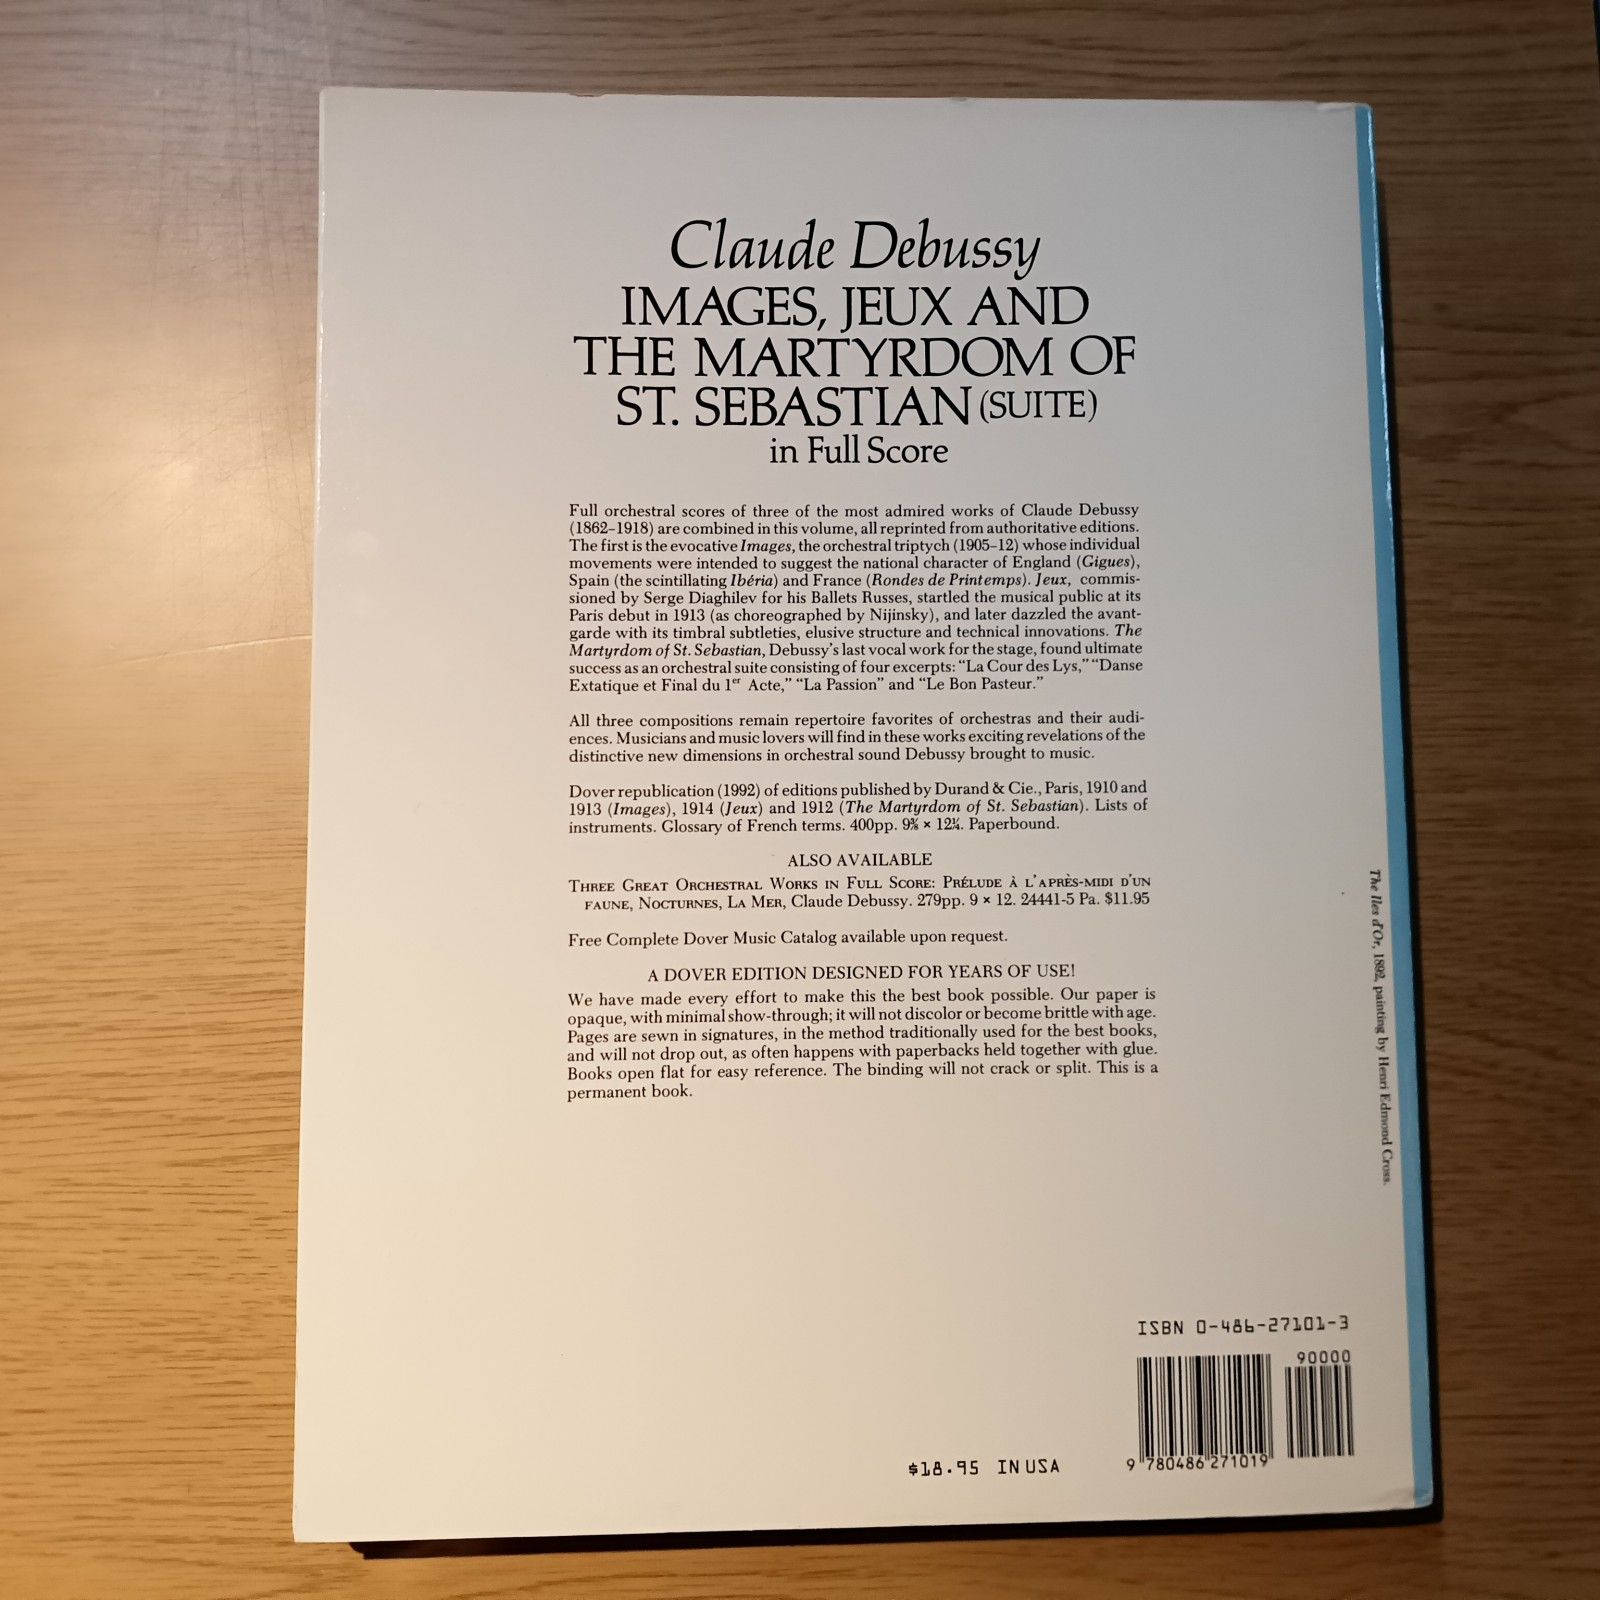 Claude Debussy
IMAGES, JEUX AND
THE MARTYRDOM OF
ST. SEBASTIAN (SUITE)
in Full Score
Full orchestral scores of three of the most admired works of Claude Debussy
(1862–1918) are combined in this volume, all reprinted from authoritative editions.
The first is the evocative Images, the orchestral triptych (1905–12) whose individual
movements were intended to suggest the national character of England (Gigues),
Spain (the scintillating Ibéria) and France (Rondes de Printemps). Jeux, commis-
sioned by Serge Diaghilev for his Ballets Russes, startled the musical public at its
Paris debut in 1913 (as choreographed by Nijinsky), and later dazzled the avant-
garde with its timbral subtleties, elusive structure and technical innovations. The
Martyrdom of St. Sebastian, Debussy's last vocal work for the stage, found ultimate
success as an orchestral suite consisting of four excerpts: “La Cour des Lys,” “Danse
Extatique et Final du 1er Acte,” “La Passion” and “Le Bon Pasteur.”
All three compositions remain repertoire favorites of orchestras and their audi-
ences. Musicians and music lovers will find in these works exciting revelations of the
distinctive new dimensions in orchestral sound Debussy brought to music.
Dover republication (1992) of editions published by Durand & Cie., Paris, 1910 and
1913 (Images), 1914 (Jeux) and 1912 (The Martyrdom of St. Sebastian). Lists of
instruments. Glossary of French terms. 400pp. 9⅜ × 12¼. Paperbound.
ALSO AVAILABLE
THREE GREAT ORCHESTRAL WORKS IN FULL SCORE: PRÉLUDE À L'APRÈS-MIDI D'UN
FAUNE, NOCTURNES, LA MER, Claude Debussy. 279pp. 9 × 12. 24441-5 Pa. $11.95
Free Complete Dover Music Catalog available upon request.
A DOVER EDITION DESIGNED FOR YEARS OF USE!
We have made every effort to make this the best book possible. Our paper is
opaque, with minimal show-through; it will not discolor or become brittle with age.
Pages are sewn in signatures, in the method traditionally used for the best books,
and will not drop out, as often happens with paperbacks held together with glue.
Books open flat for easy reference. The binding will not crack or split. This is a
permanent book.
The Iles d'Or, 1892, painting by Henri Edmond Cross.
ISBN 0-486-27101-3
90000
9 780486 271019
$18.95 IN USA